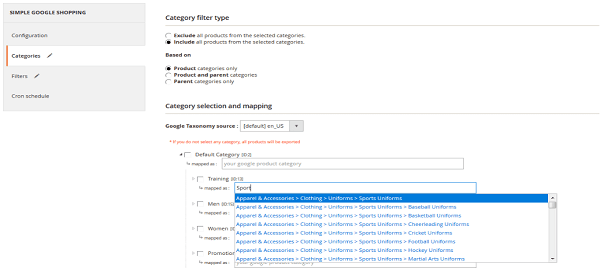 SIMPLE GOOGLE SHOPPING
Configuration
Categories
Filters
Cron schedule
Category filter type
Exclude all products from the selected categories.
Include all products from the selected categories.
Based on
Product categories only
Product and parent categories
Parent categories only
Category selection and mapping
Google Taxonomy source : [default] en_US
* If you do not select any category, all products will be exported
Default Category [0/2]
mapped as : your google product category
Training
mapped as : Sport
Apparel & Accessories > Clothing > Uniforms > Sports Uniforms
Apparel & Accessories > Clothing > Uniforms > Sports Uniforms > Baseball Uniforms
Men
Apparel & Accessories > Clothing > Uniforms > Sports Uniforms > Basketball Uniforms
mapped as :
Apparel & Accessories > Clothing > Uniforms > Sports Uniforms > Cheerleading Uniforms
Women
Apparel & Accessories > Clothing > Uniforms > Sports Uniforms > Cricket Uniforms
mapped as :
Apparel & Accessories > Clothing > Uniforms > Sports Uniforms > Football Uniforms
Promotion
Apparel & Accessories > Clothing > Uniforms > Sports Uniforms > Hockey Uniforms
mapped as :
Apparel & Accessories > Clothing > Uniforms > Sports Uniforms > Martial Arts Uniforms